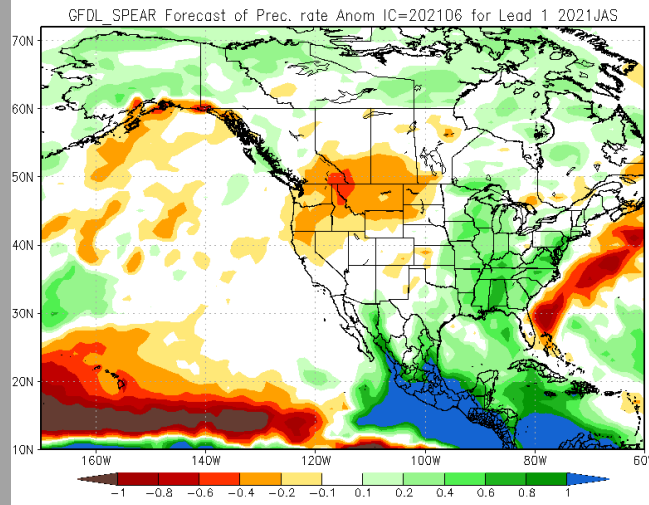 GFDL_SPEAR Forecast of Prec. rate Anom IC=202106 for Lead 1 2021JAS
70N
60N
50N
40N
30N
20N
10N
160W 140W 120W 100W 80W 60
-1 -0.8 -0.6 -0.4 -0.2 -0.1 0.1 0.2 0.4 0.6 0.8 1